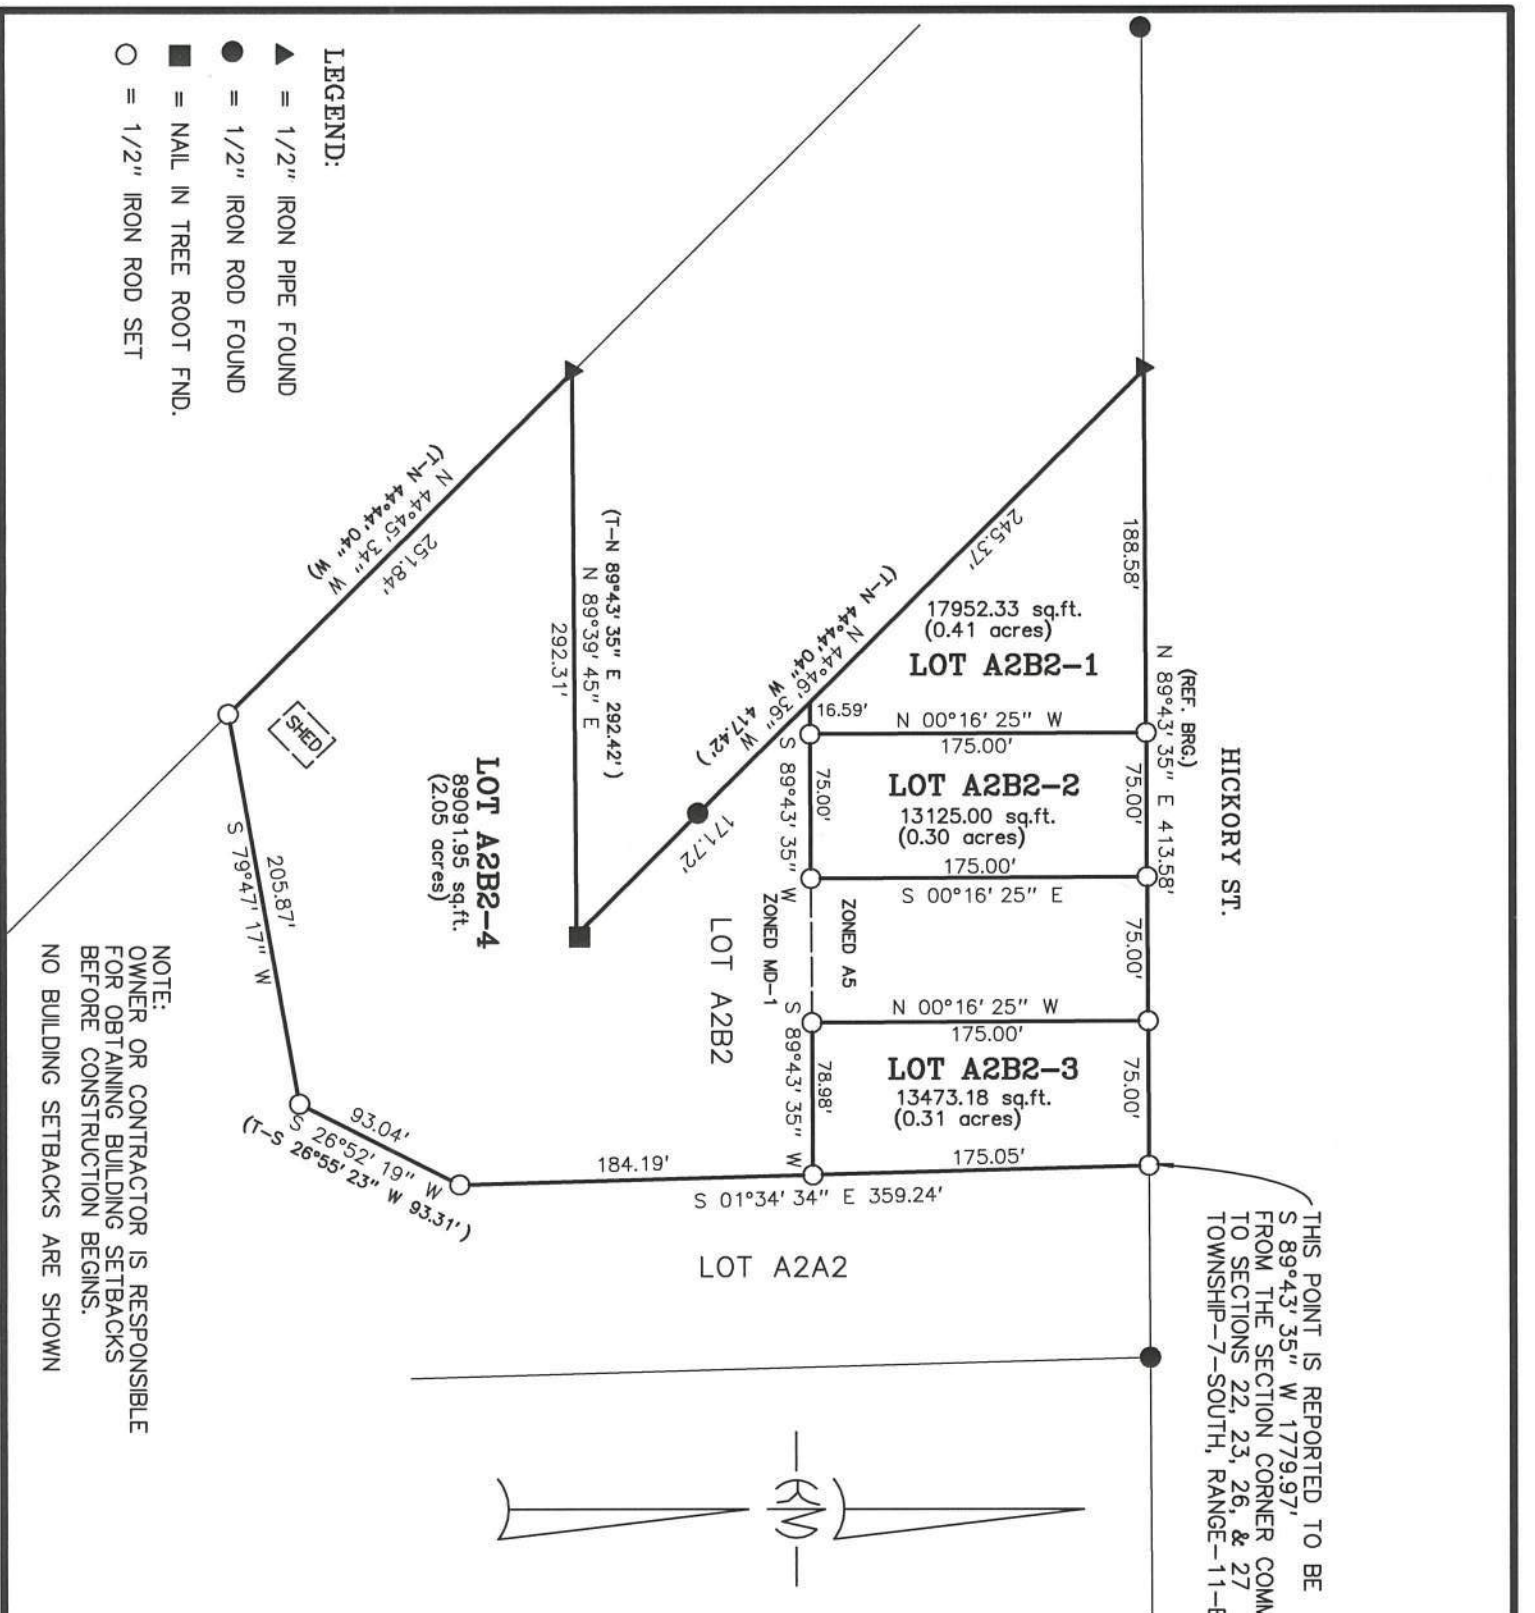 HICKORY ST.
THIS POINT IS REPORTED TO BE
S 89°43'35" W 1779.97'
FROM THE SECTION CORNER
TO SECTIONS 22, 23, 26, & 27
TOWNSHIP-7-SOUTH, RANGE-11-
(REF. BRG.)
N 89°43'35" E 413.58'
188.58'
75.00'
75.00'
75.00'
17952.33 sq.ft.
(0.41 acres)
LOT A2B2-1
N 00°16'25" W
175.00'
LOT A2B2-2
13125.00 sq.ft.
(0.30 acres)
175.00'
S 00°16'25" E
N 00°16'25" W
175.00'
LOT A2B2-3
13473.18 sq.ft.
(0.31 acres)
175.05'
16.59'
75.00'
S 89°43'35" W
ZONED A5
ZONED MD-1
78.98'
S 89°43'35" W
245.37'
(T-N 44°44'04" W 417.42')
N 44°46'36" W
171.72'
LOT A2B2
184.19'
S 01°34'34" E 359.24'
LOT A2A2
(T-N 89°43'35" E 292.42')
N 89°39'45" E
292.31'
LOT A2B2-4
89091.95 sq.ft.
(2.05 acres)
251.84'
N 44°45'34" W
(T-N 44°44'04" W)
SHED
205.87'
S 79°47'17" W
93.04'
S 26°52'19" W
(T-S 26°55'23" W 93.31')
LEGEND:
▲ = 1/2" IRON PIPE FOUND
● = 1/2" IRON ROD FOUND
■ = NAIL IN TREE ROOT FND.
○ = 1/2" IRON ROD SET
NOTE:
OWNER OR CONTRACTOR IS RESPONSIBLE
FOR OBTAINING BUILDING SETBACKS
BEFORE CONSTRUCTION BEGINS.
NO BUILDING SETBACKS ARE SHOWN